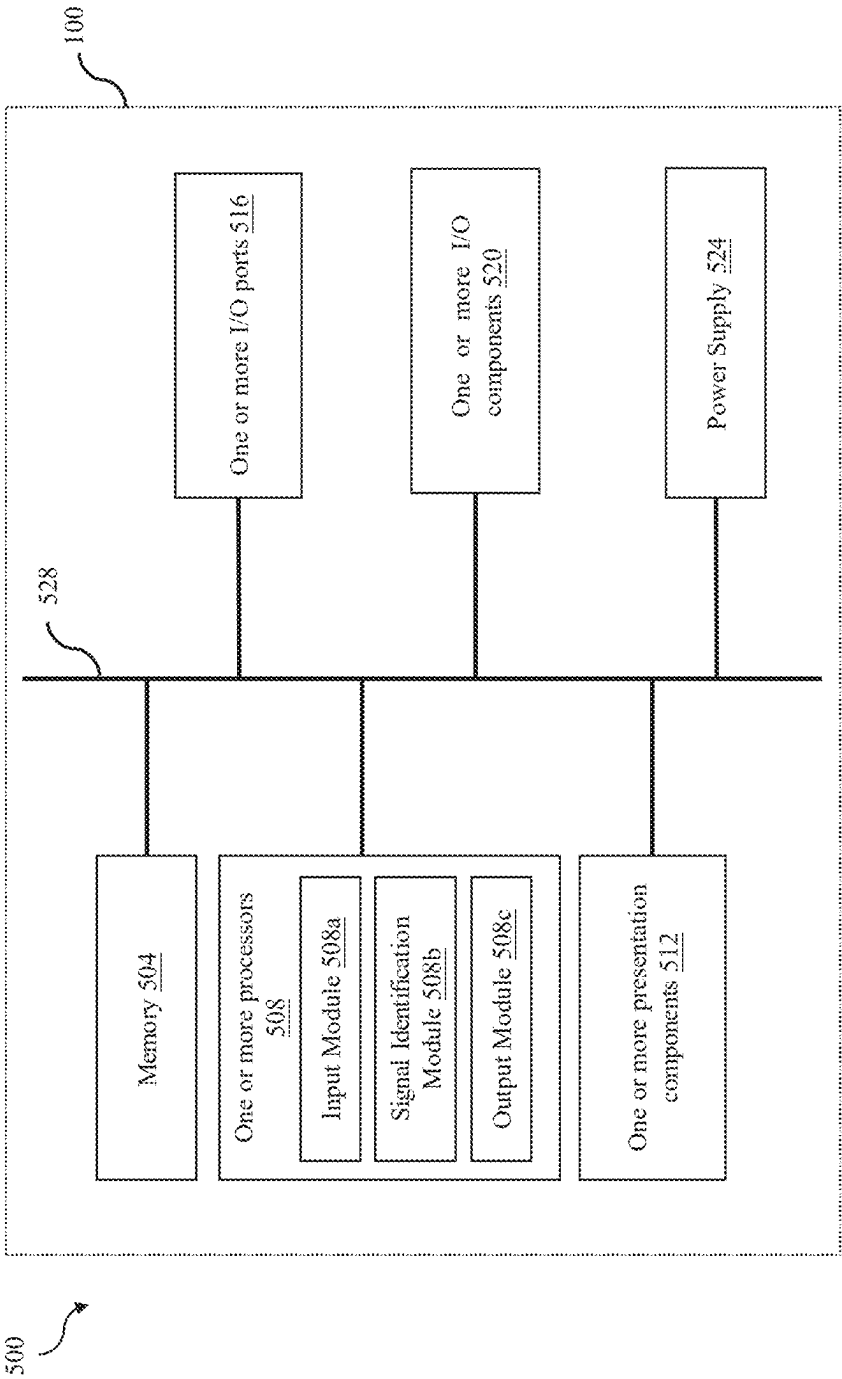 500
100
528
Memory 504
One or more processors
508
Input Module 508a
Signal Identification
Module 508b
Output Module 508c
One or more presentation
components 512
One or more I/O ports 516
One or more I/O
components 520
Power Supply 524